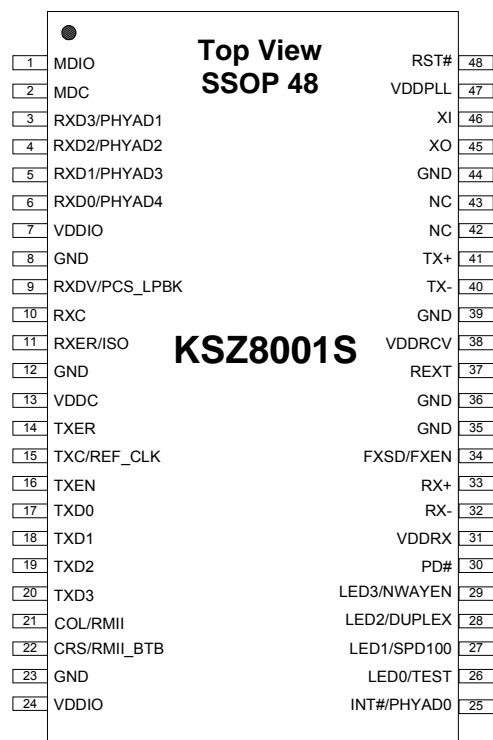 Top View
SSOP 48
KSZ8001S
1 MDIO
2 MDC
3 RXD3/PHYAD1
4 RXD2/PHYAD2
5 RXD1/PHYAD3
6 RXD0/PHYAD4
7 VDDIO
8 GND
9 RXDV/PCS_LPBK
10 RXC
11 RXER/ISO
12 GND
13 VDDC
14 TXER
15 TXC/REF_CLK
16 TXEN
17 TXD0
18 TXD1
19 TXD2
20 TXD3
21 COL/RMII
22 CRS/RMII_BTB
23 GND
24 VDDIO
RST# 48
VDDPLL 47
XI 46
XO 45
GND 44
NC 43
NC 42
TX+ 41
TX- 40
GND 39
VDDRCV 38
REXT 37
GND 36
GND 35
FXSD/FXEN 34
RX+ 33
RX- 32
VDDRX 31
PD# 30
LED3/NWAYEN 29
LED2/DUPLEX 28
LED1/SPD100 27
LED0/TEST 26
INT#/PHYAD0 25